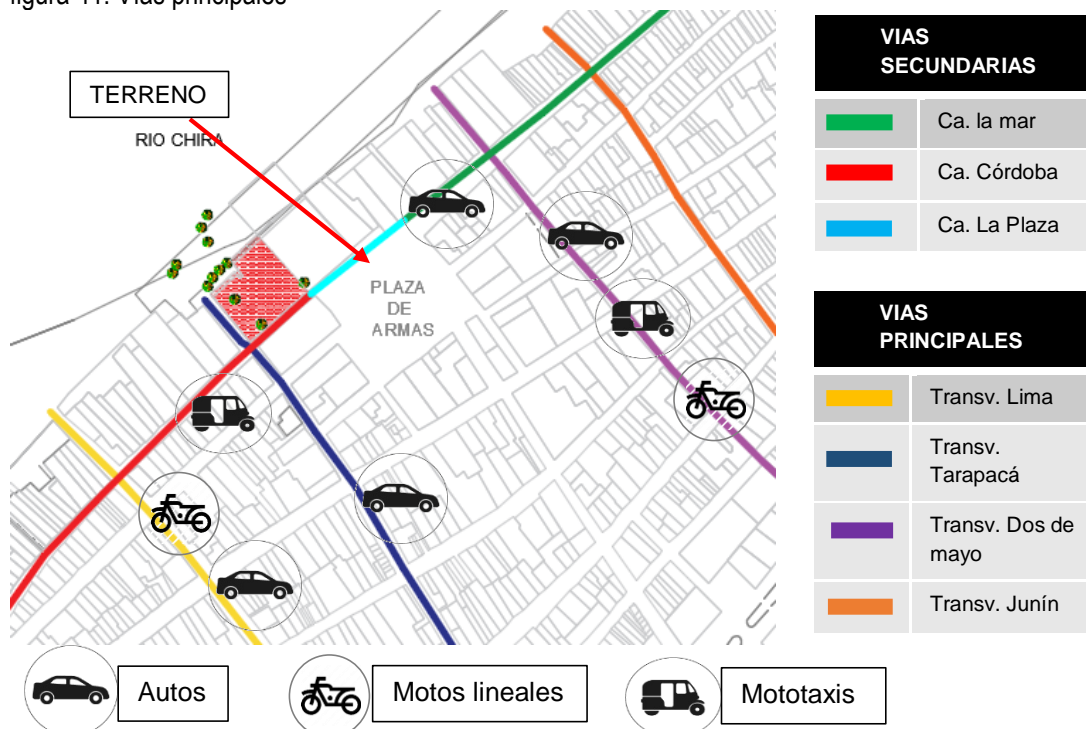 figura 11: Vías principales
TERRENO
RIO CHIRA
PLAZA
DE
ARMAS
VIAS
SECUNDARIAS
Ca. la mar
Ca. Córdoba
Ca. La Plaza
VIAS
PRINCIPALES
Transv. Lima
Transv.
Tarapacá
Transv. Dos de
mayo
Transv. Junín
Autos
Motos lineales
Mototaxis